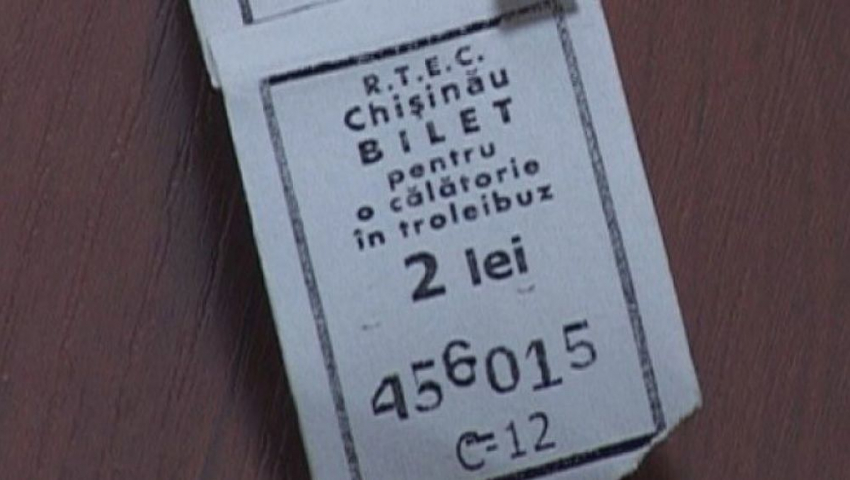 R.T.E.C.
Chişinău
BILET
pentru
o călătorie
în troleibuz
2 lei
456015
C=12